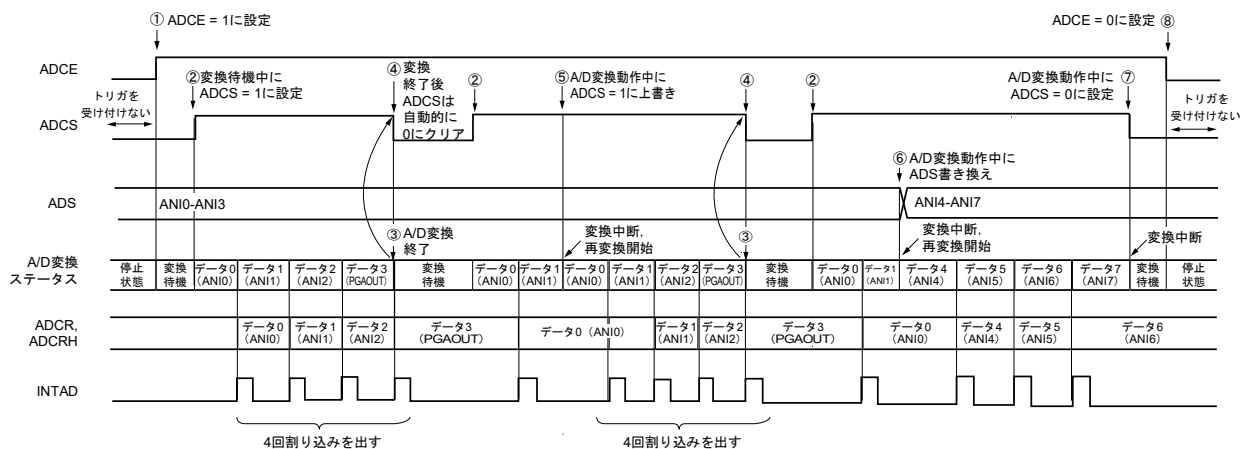 ① ADCE = 1に設定
ADCE = 0に設定 ⑧
ADCE
②変換待機中に
ADCS = 1に設定
④変換
終了後
ADCSは
自動的に
0にクリア
②
⑤A/D変換動作中に
ADCS = 1に上書き
④
②
A/D変換動作中に ⑦
ADCS = 0に設定
トリガを
受け付けない
トリガを
受け付けない
ADCS
⑥A/D変換動作中に
ADS書き換え
ADS
ANI0-ANI3
ANI4-ANI7
③A/D変換
終了
変換中断,
再変換開始
③
変換中断,
再変換開始
変換中断
A/D変換
ステータス
停止
状態
変換
待機
データ0
(ANI0)
データ1
(ANI1)
データ2
(ANI2)
データ3
(PGAOUT)
変換
待機
データ0
(ANI0)
データ1
(ANI1)
データ0
(ANI0)
データ1
(ANI1)
データ2
(ANI2)
データ3
(PGAOUT)
変換
待機
データ0
(ANI0)
データ1
(ANI1)
データ4
(ANI4)
データ5
(ANI5)
データ6
(ANI6)
データ7
(ANI7)
変換
待機
停止
状態
ADCR,
ADCRH
データ0
(ANI0)
データ1
(ANI1)
データ2
(ANI2)
データ3
(PGAOUT)
データ0 (ANI0)
データ1
(ANI1)
データ2
(ANI2)
データ3
(PGAOUT)
データ0
(ANI0)
データ4
(ANI4)
データ5
(ANI5)
データ6
(ANI6)
INTAD
4回割り込みを出す
4回割り込みを出す